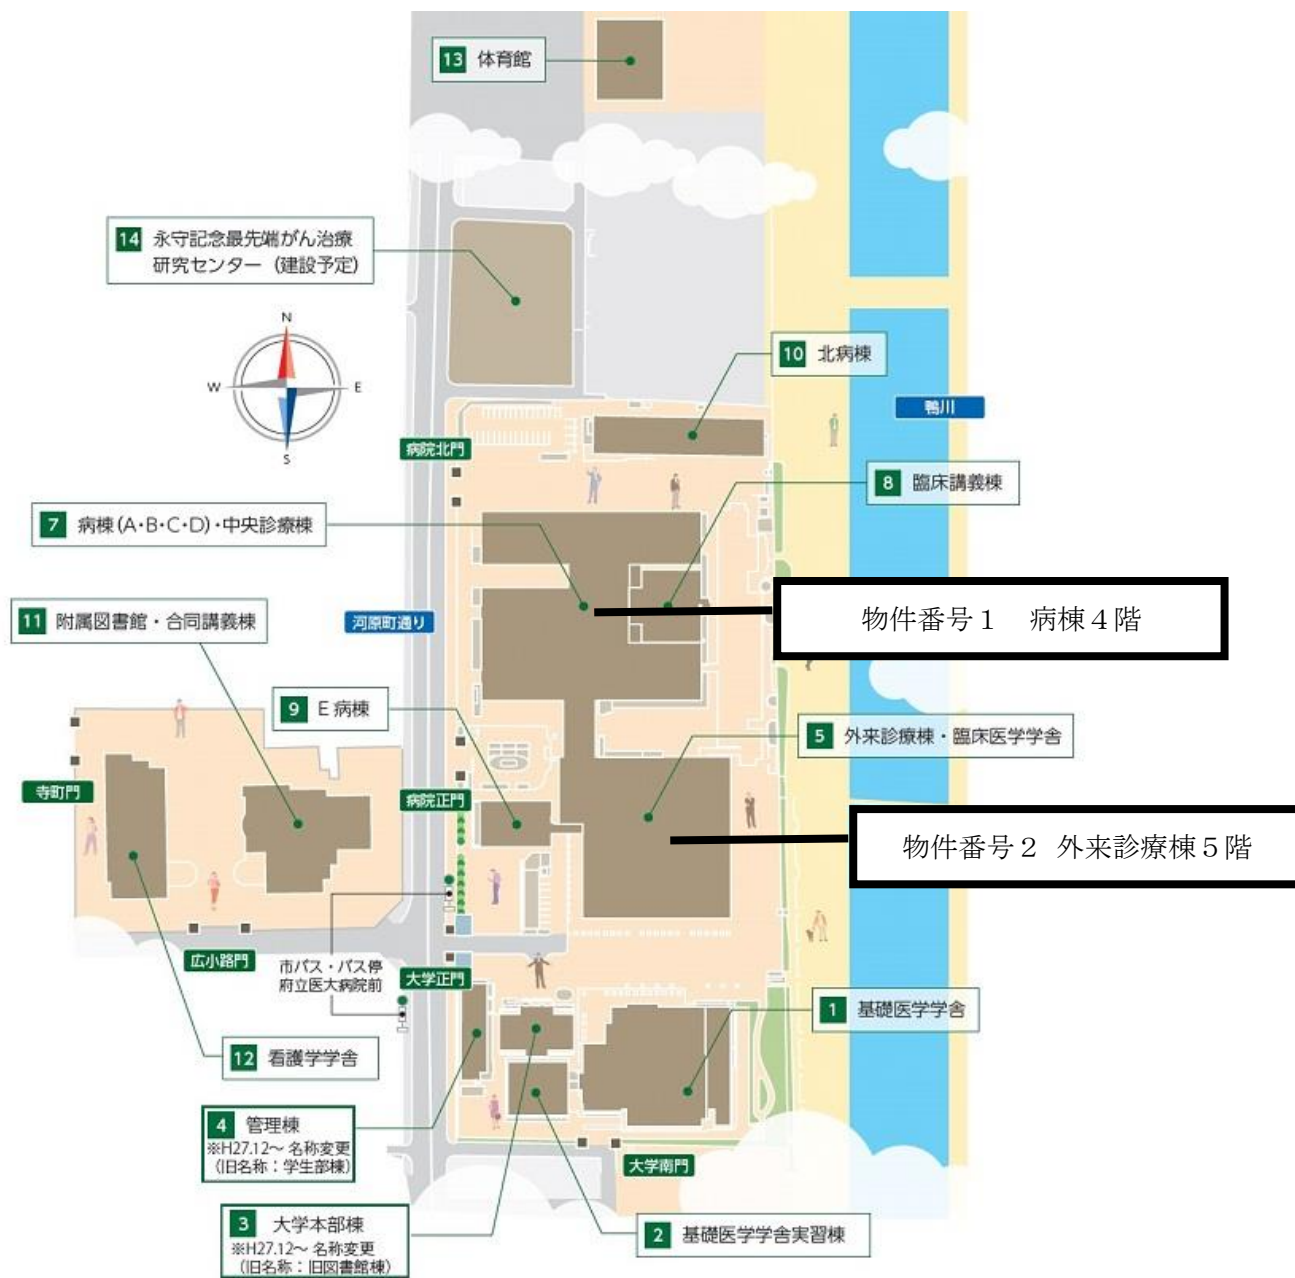 13 体育館
14 永守記念最先端がん治療
研究センター（建設予定）
N
W
E
S
10 北病棟
鴨川
病院北門
8 臨床講義棟
7 病棟(A・B・C・D)・中央診療棟
物件番号１　病棟４階
11 附属図書館・合同講義棟
河原町通り
9 E 病棟
5 外来診療棟・臨床医学学舎
寺町門
病院正門
物件番号２ 外来診療棟５階
広小路門
市バス・バス停
府立医大病院前
大学正門
1 基礎医学学舎
12 看護学学舎
4 管理棟
※H27.12～ 名称変更
（旧名称：学生部棟）
大学南門
3 大学本部棟
※H27.12～ 名称変更
（旧名称：旧図書館棟）
2 基礎医学学舎実習棟